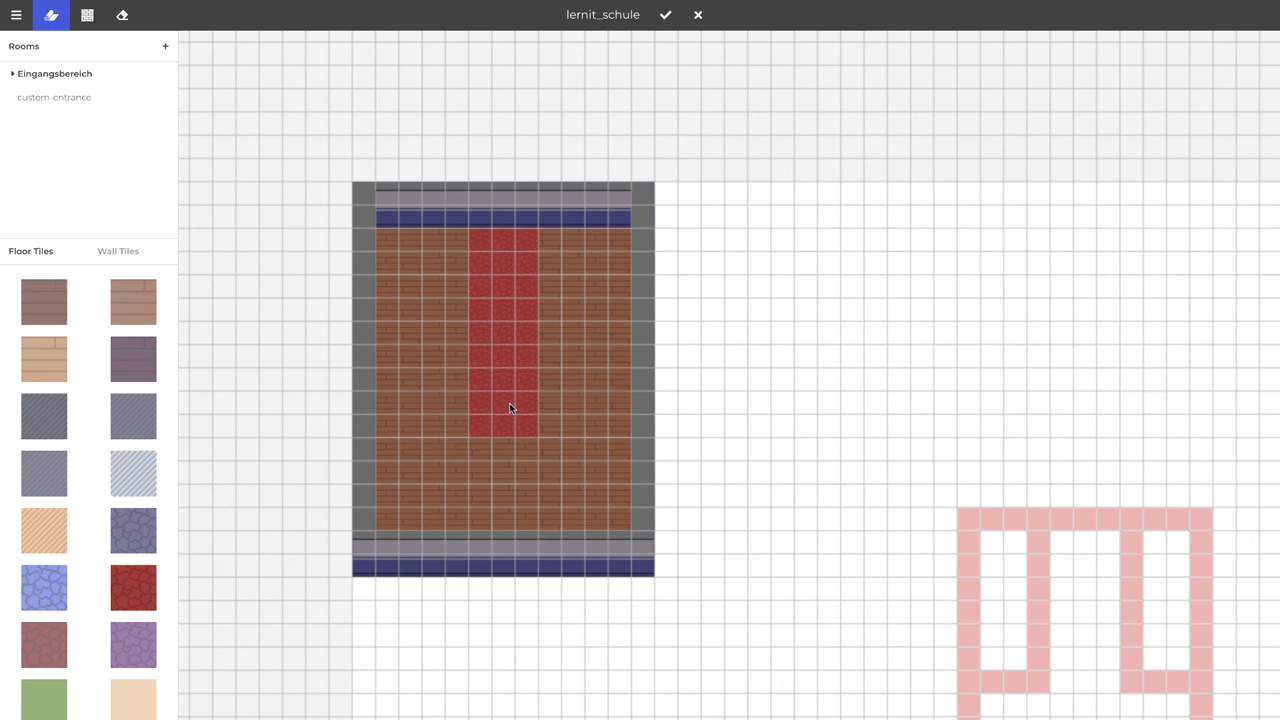 lernit_schule
Rooms +
Eingangsbereich
custom-entrance
Floor Tiles Wall Tiles